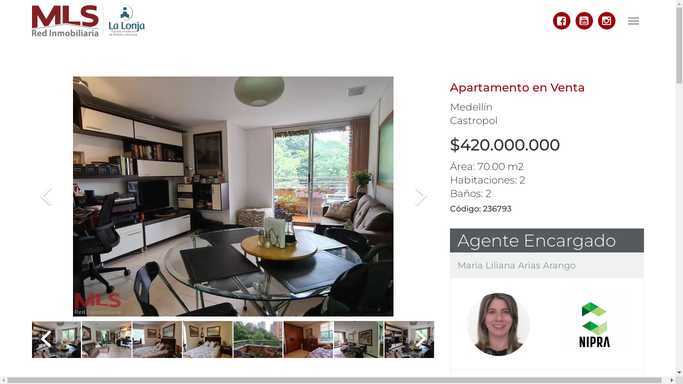 MLS
Red Inmobiliaria
La Lonja
Apartamento en Venta
Medellín
Castropol
$420.000.000
Área: 70.00 m2
Habitaciones: 2
Baños: 2
Código: 236793
Agente Encargado
Maria Liliana Arias Arango
MLS
Red Inmobiliaria
NIPRA